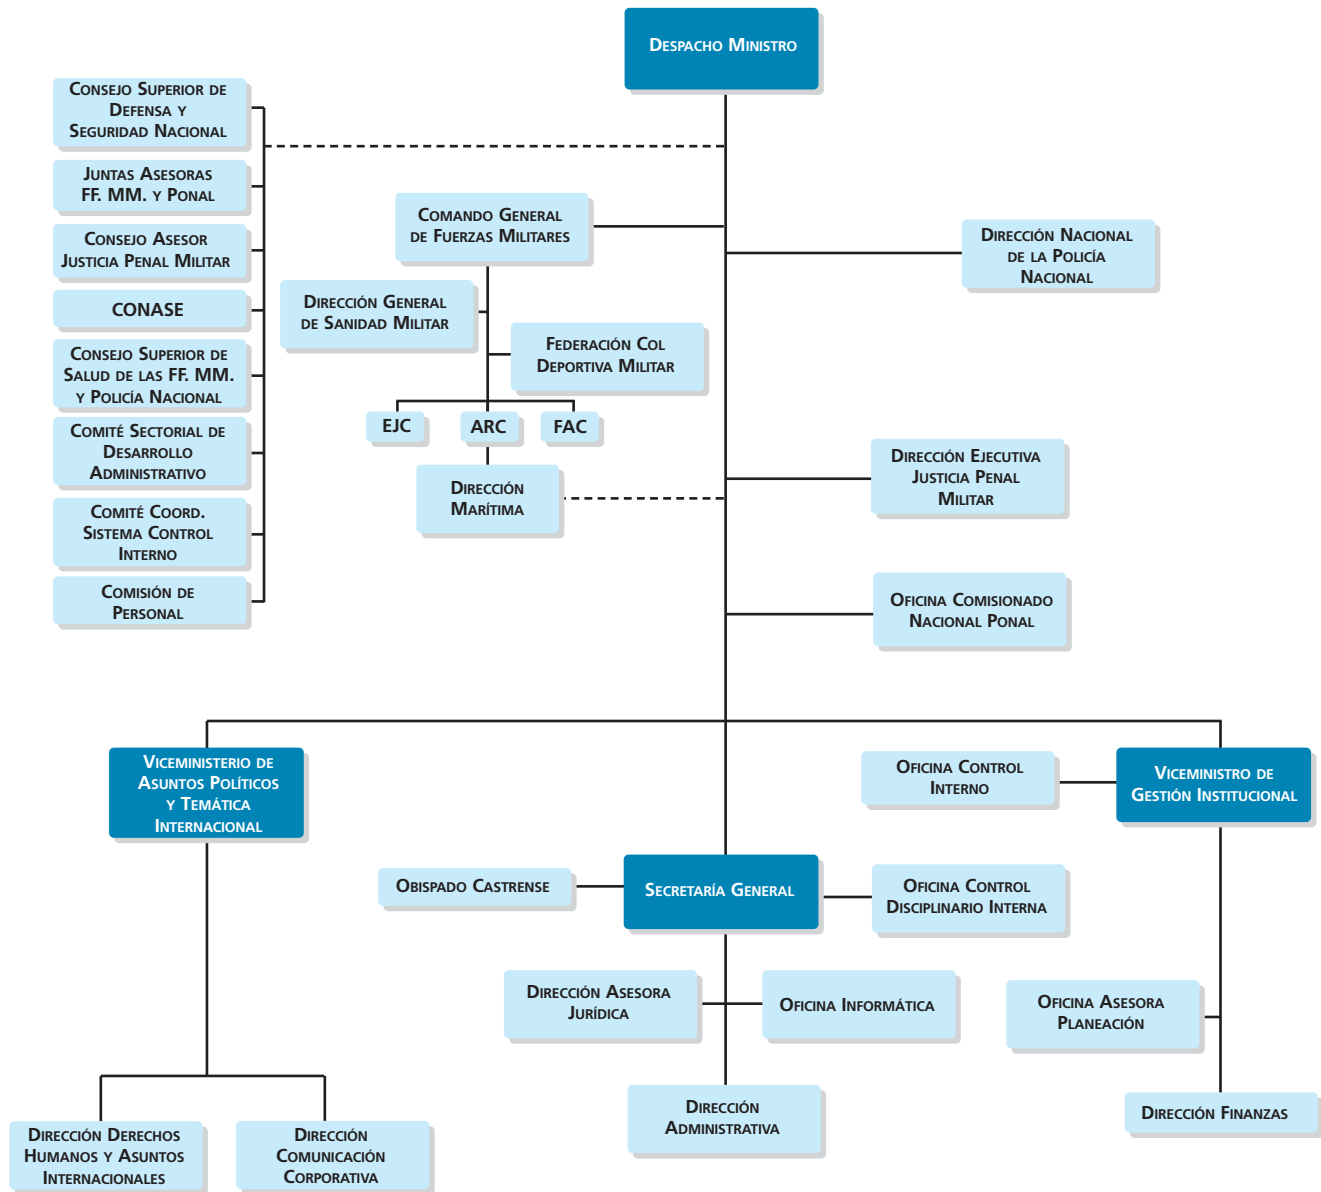 Despacho Ministro
Consejo Superior de
Defensa y
Seguridad Nacional
Juntas Asesoras
FF. MM. y Ponal
Consejo Asesor
Justicia Penal Militar
CONASE
Consejo Superior de
Salud de las FF. MM.
y Policía Nacional
Comité Sectorial de
Desarrollo
Administrativo
Comité Coord.
Sistema Control
Interno
Comisión de
Personal
Comando General
de Fuerzas Militares
Dirección General
de Sanidad Militar
Federación Col
Deportiva Militar
EJC
ARC
FAC
Dirección
Marítima
Dirección Nacional
de la Policía
Nacional
Dirección Ejecutiva
Justicia Penal
Militar
Oficina Comisionado
Nacional Ponal
Viceministerio de
Asuntos Políticos
y Temática
Internacional
Oficina Control
Interno
Viceministro de
Gestión Institucional
Obispado Castrense
Secretaría General
Oficina Control
Disciplinario Interna
Dirección Asesora
Jurídica
Oficina Informática
Oficina Asesora
Planeación
Dirección
Administrativa
Dirección Finanzas
Dirección Derechos
Humanos y Asuntos
Internacionales
Dirección
Comunicación
Corporativa